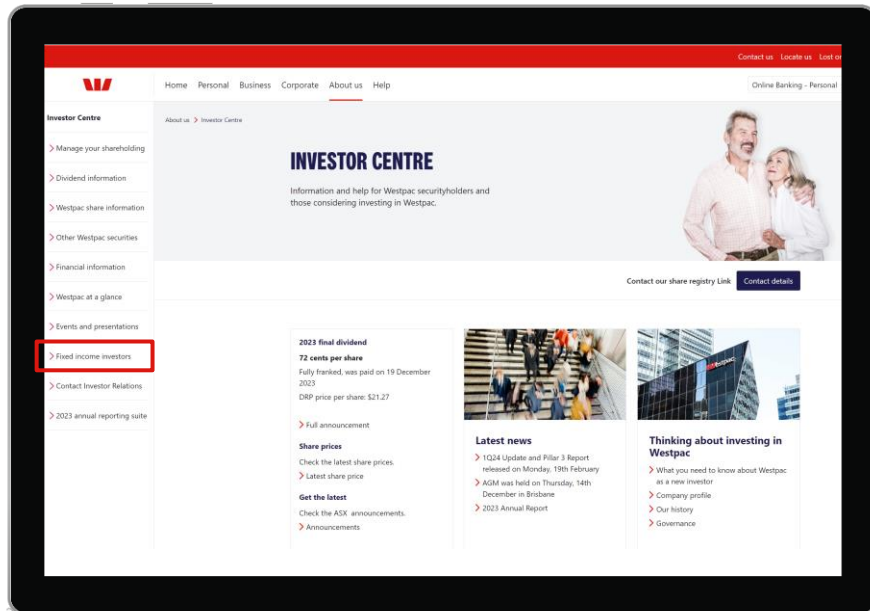 Contact us Locate us Lost or
Home Personal Business Corporate About us Help
Online Banking - Personal
Investor Centre
Manage your shareholding
Dividend information
Westpac share information
Other Westpac securities
Financial information
Westpac at a glance
Events and presentations
Fixed income investors
Contact Investor Relations
2023 annual reporting suite
About us Investor Centre
INVESTOR CENTRE
Information and help for Westpac securityholders and
those considering investing in Westpac.
Contact our share registry Link Contact details
2023 final dividend
72 cents per share
Fully franked, was paid on 19 December
2023
DRP price per share: $21.27
Full announcement
Share prices
Check the latest share prices.
Latest share price
Get the latest
Check the ASX announcements.
Announcements
Latest news
1Q24 Update and Pillar 3 Report
released on Monday, 19th February
AGM was held on Thursday, 14th
December in Brisbane
2023 Annual Report
Westpac
Thinking about investing in
Westpac
What you need to know about Westpac
as a new investor
Company profile
Our history
Governance